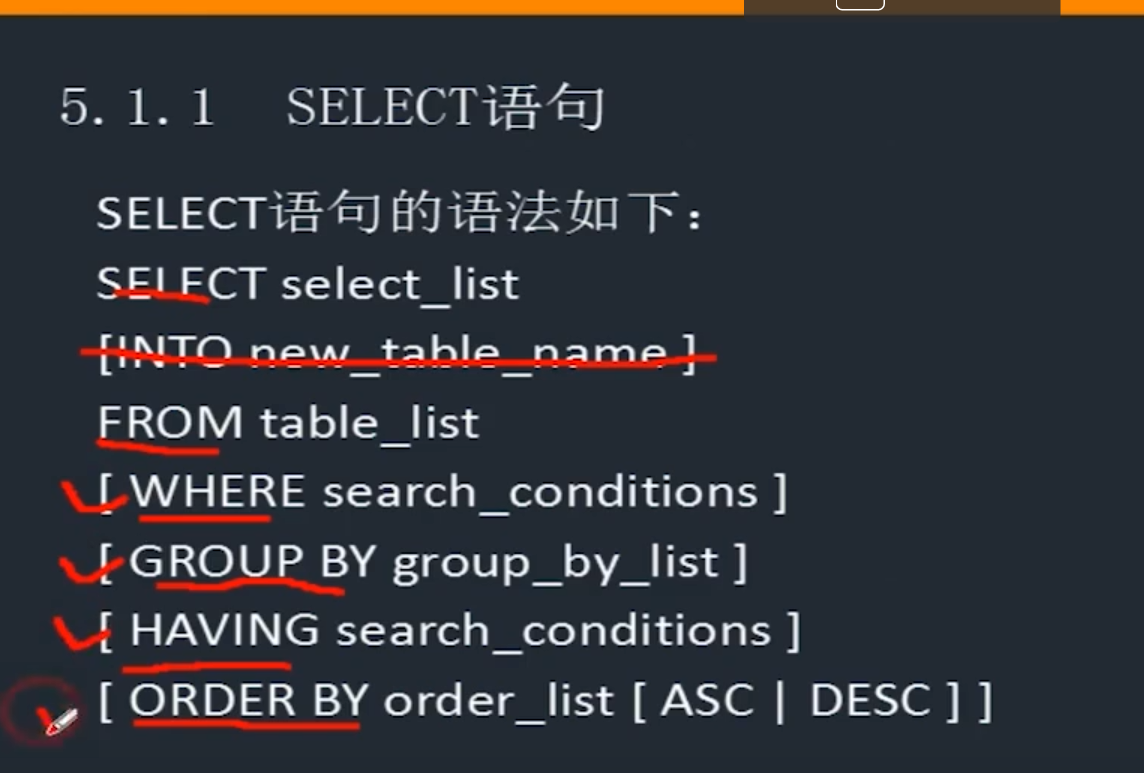 5.1.1 SELECT语句
SELECT语句的语法如下：
SELECT select_list
[INTO new_table_name ]
FROM table_list
[ WHERE search_conditions ]
[ GROUP BY group_by_list ]
[ HAVING search_conditions ]
[ ORDER BY order_list [ ASC | DESC ] ]